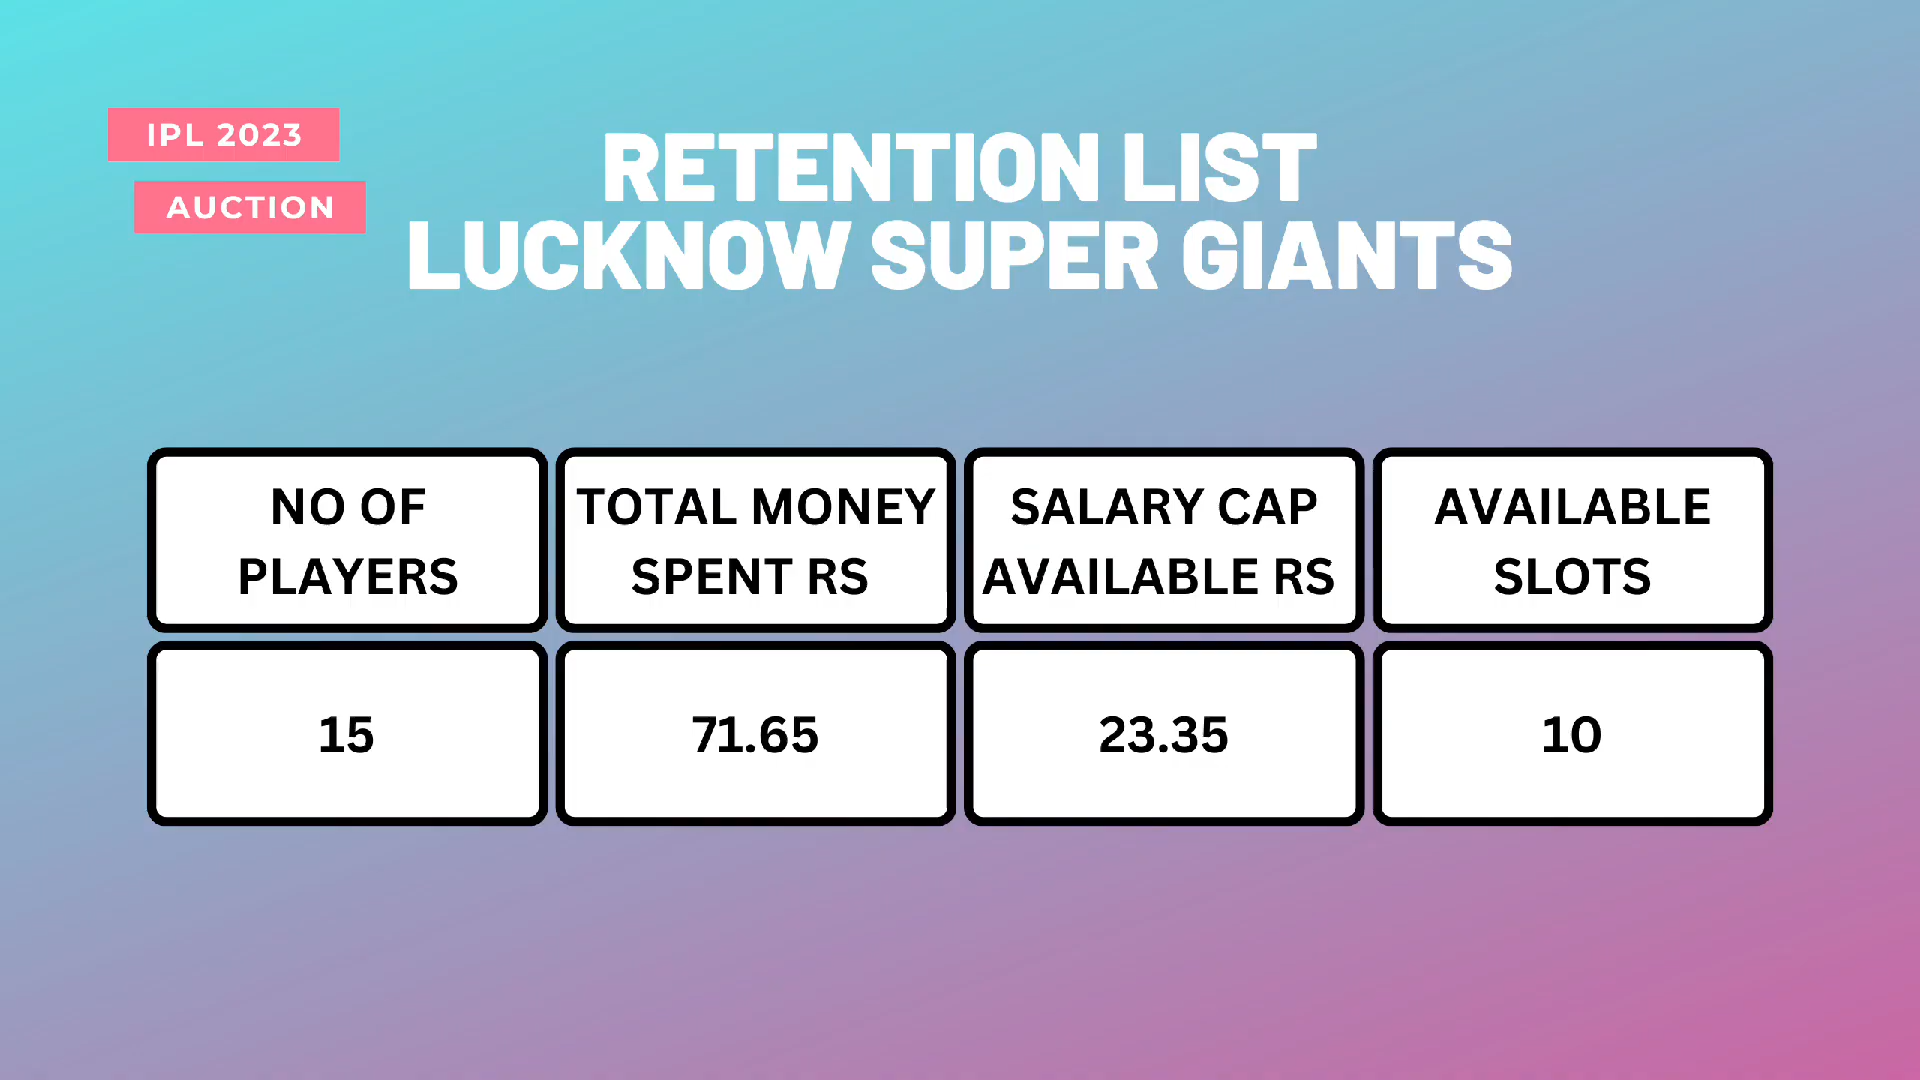 IPL 2023
AUCTION
RETENTION LIST
LUCKNOW SUPER GIANTS
NO OF PLAYERS
TOTAL MONEY SPENT RS
SALARY CAP AVAILABLE RS
AVAILABLE SLOTS
15
71.65
23.35
10